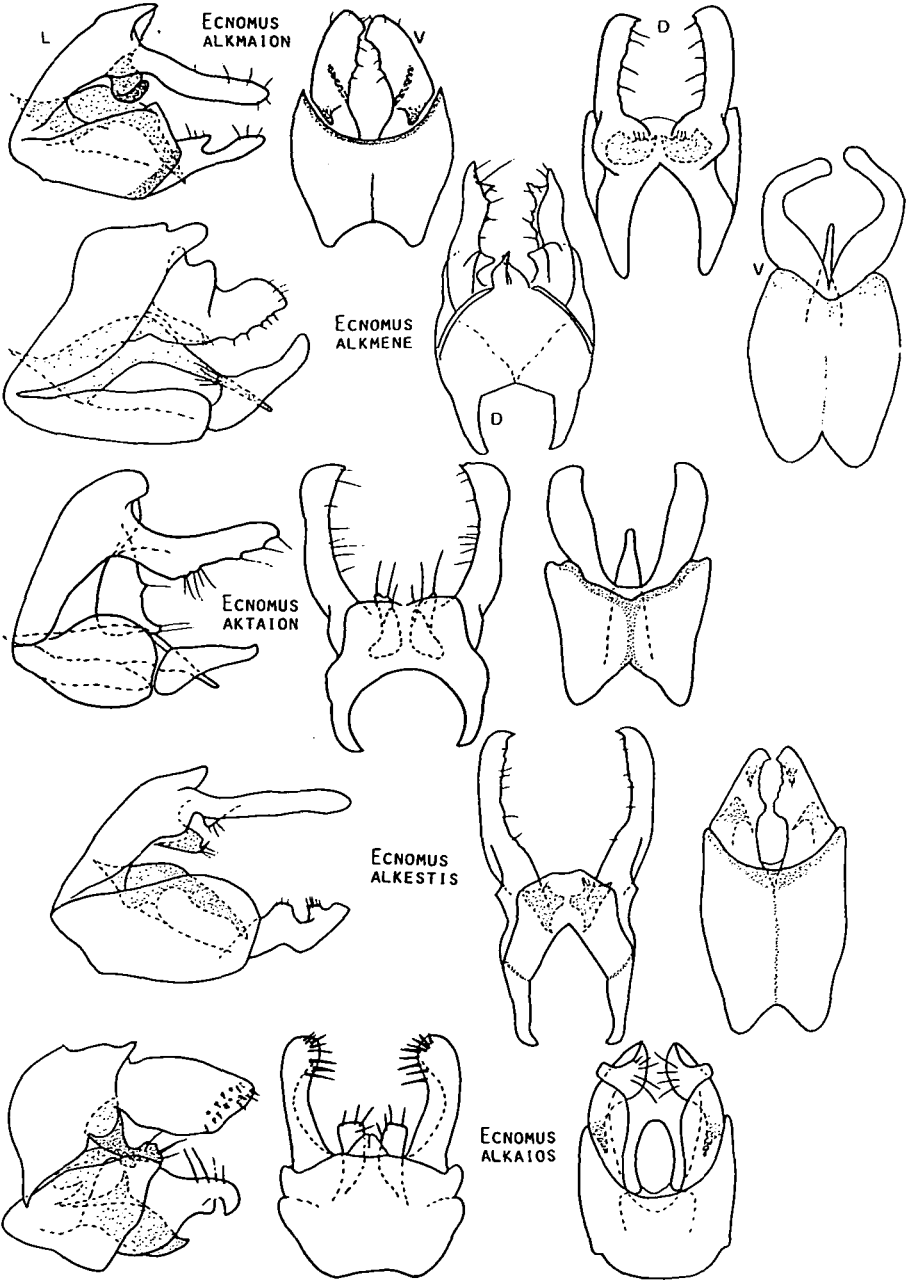 L
ECNOMUS
ALKMAION
V
D
V
ECNOMUS
ALKMENE
D
ECNOMUS
AKTAION
ECNOMUS
ALKESTIS
ECNOMUS
ALKAIOS